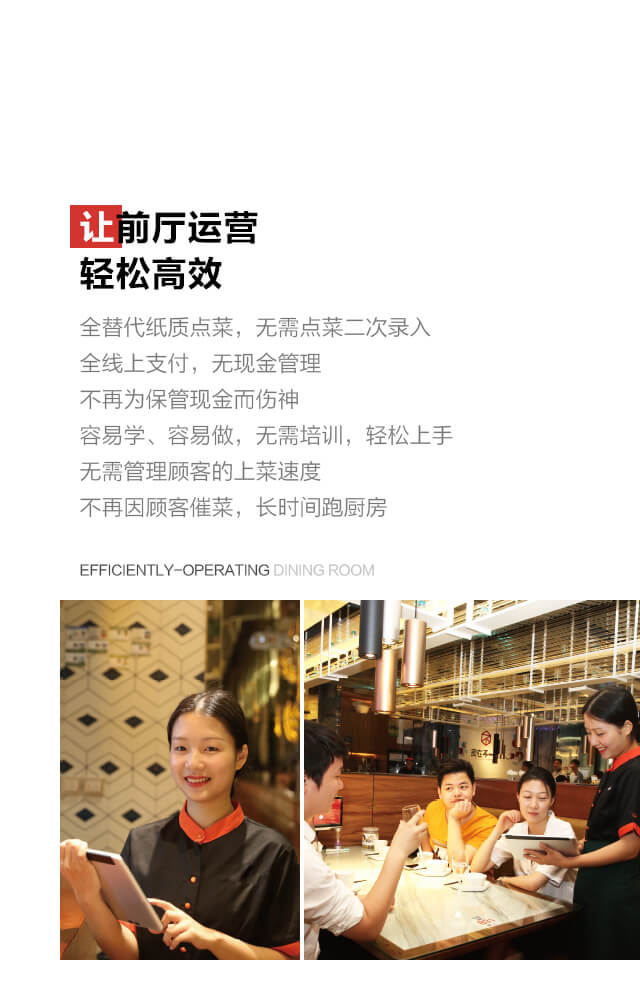 让前厅运营
轻松高效
全替代纸质点菜，无需点菜二次录入
全线上支付，无现金管理
不再为保管现金而伤神
容易学、容易做，无需培训，轻松上手
无需管理顾客的上菜速度
不再因顾客催菜，长时间跑厨房
EFFICIENTLY-OPERATING DINING ROOM